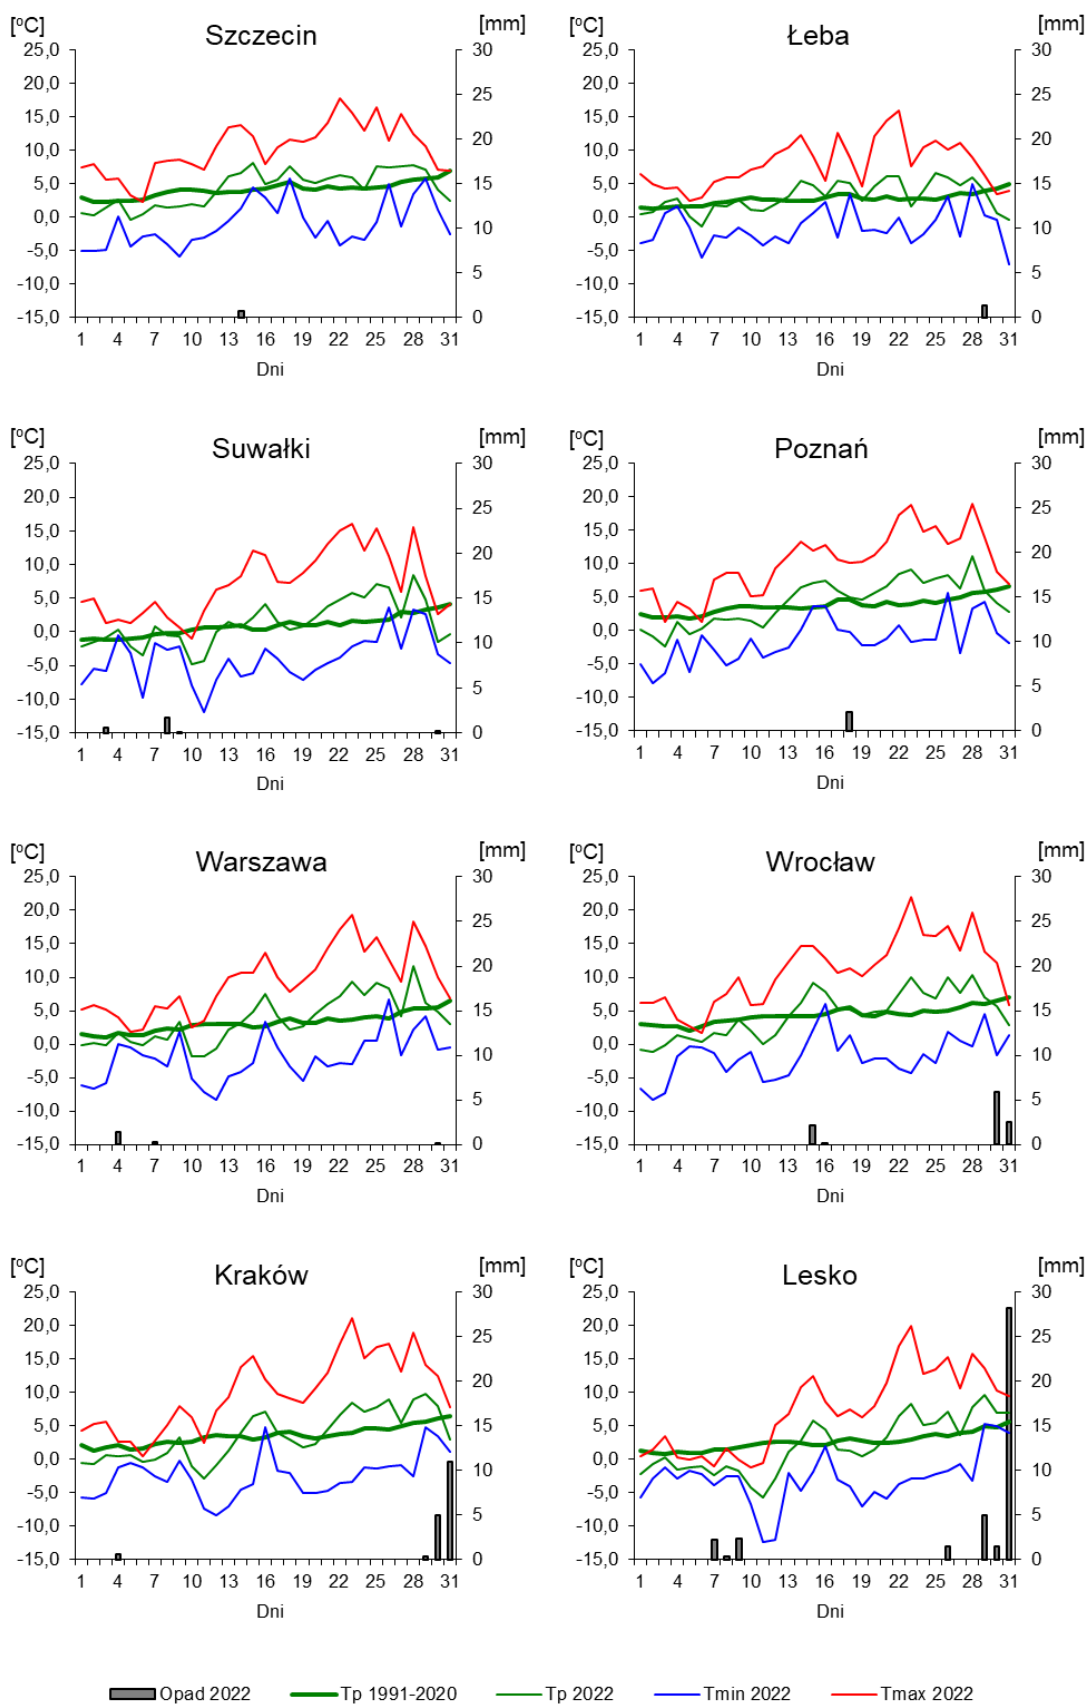 [°C] Szczecin [mm]
25,0 30
20,0 25
15,0 20
10,0
5,0 15
0,0
-5,0 10
-10,0 5
-15,0 0
1 4 7 10 13 16 19 22 25 28 31
Dni
[°C] Łeba [mm]
25,0 30
20,0 25
15,0 20
10,0
5,0 15
0,0
-5,0 10
-10,0 5
-15,0 0
1 4 7 10 13 16 19 22 25 28 31
Dni
[°C] Suwałki [mm]
25,0 30
20,0 25
15,0 20
10,0
5,0 15
0,0
-5,0 10
-10,0 5
-15,0 0
1 4 7 10 13 16 19 22 25 28 31
Dni
[°C] Poznań [mm]
25,0 30
20,0 25
15,0 20
10,0
5,0 15
0,0
-5,0 10
-10,0 5
-15,0 0
1 4 7 10 13 16 19 22 25 28 31
Dni
[°C] Warszawa [mm]
25,0 30
20,0 25
15,0 20
10,0
5,0 15
0,0
-5,0 10
-10,0 5
-15,0 0
1 4 7 10 13 16 19 22 25 28 31
Dni
[°C] Wrocław [mm]
25,0 30
20,0 25
15,0 20
10,0
5,0 15
0,0
-5,0 10
-10,0 5
-15,0 0
1 4 7 10 13 16 19 22 25 28 31
Dni
[°C] Kraków [mm]
25,0 30
20,0 25
15,0 20
10,0
5,0 15
0,0
-5,0 10
-10,0 5
-15,0 0
1 4 7 10 13 16 19 22 25 28 31
Dni
[°C] Lesko [mm]
25,0 30
20,0 25
15,0 20
10,0
5,0 15
0,0
-5,0 10
-10,0 5
-15,0 0
1 4 7 10 13 16 19 22 25 28 31
Dni
Opad 2022 Tp 1991-2020 Tp 2022 Tmin 2022 Tmax 2022